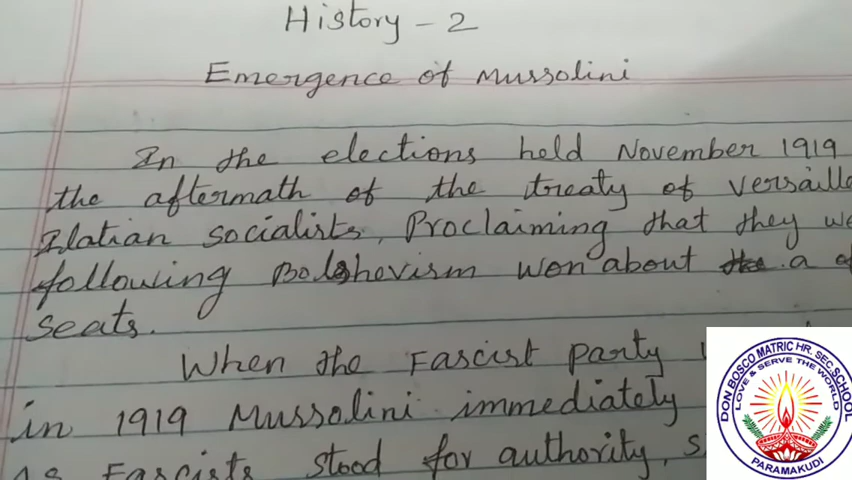 History - 2
Emergence of Mussolini
In the elections held November 1919
the aftermath of the treaty of versaille
Ilatian socialists, Proclaiming that they we
following Bolshevism won about a
seats.
When the Fascist party
in 1919 Mussolini immediately
As Fascists stood for authority, s
DON BOSCO MATRIC HR. SEC SCHOOL
LOVE & SERVE THE WORLD
PARAMAKUDI